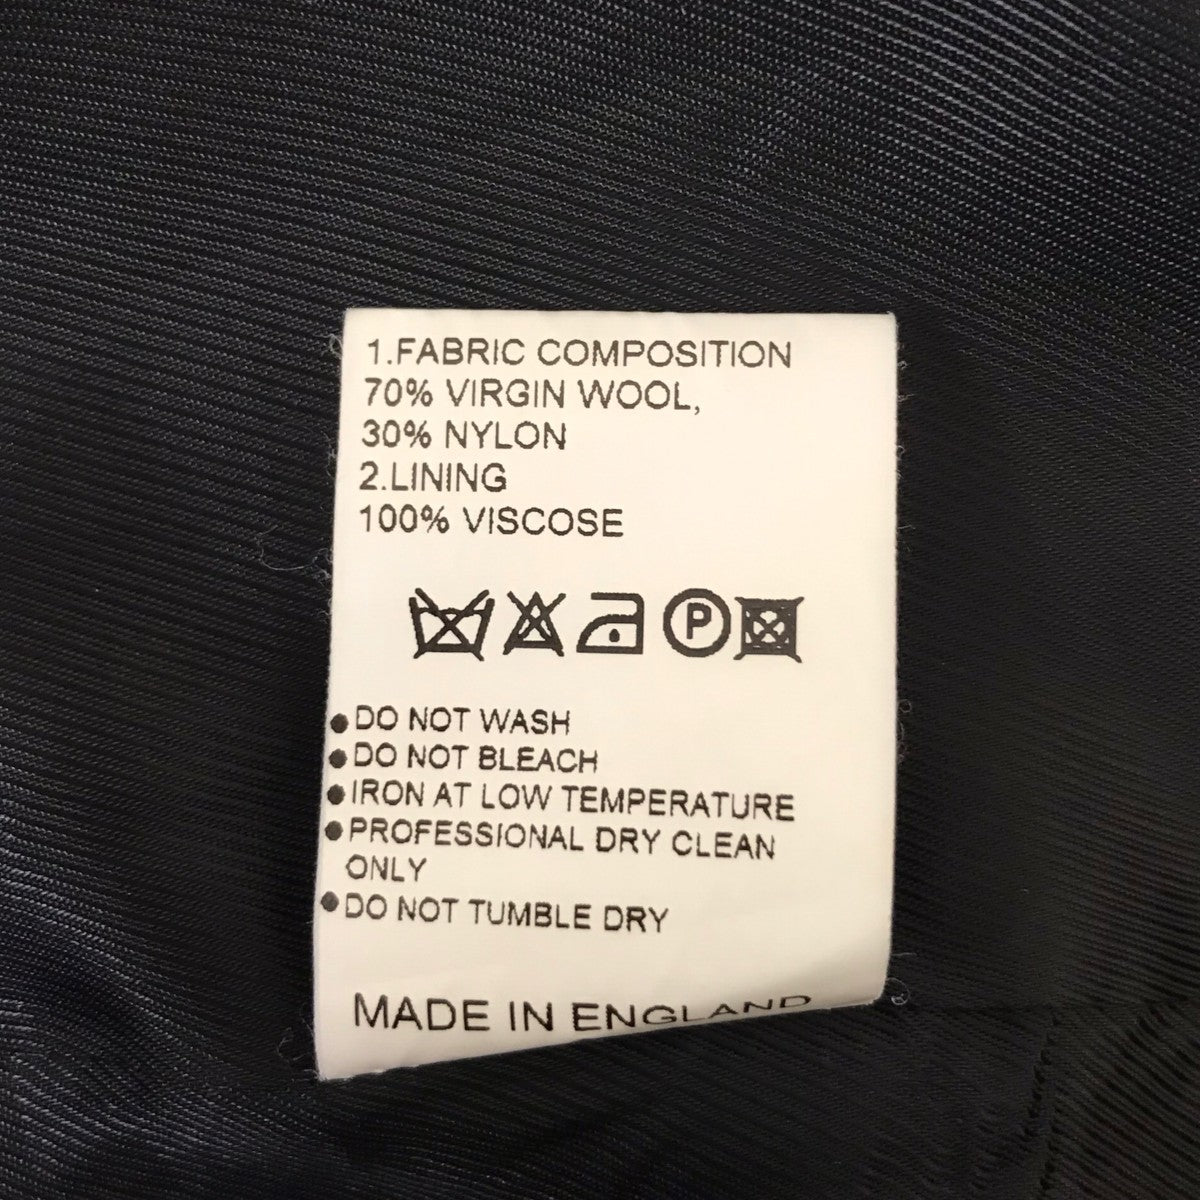 1.FABRIC COMPOSITION
70% VIRGIN WOOL,
30% NYLON
2.LINING
100% VISCOSE
P
●DO NOT WASH
●DO NOT BLEACH
●IRON AT LOW TEMPERATURE
●PROFESSIONAL DRY CLEAN
ONLY
●DO NOT TUMBLE DRY
MADE IN ENGLAND